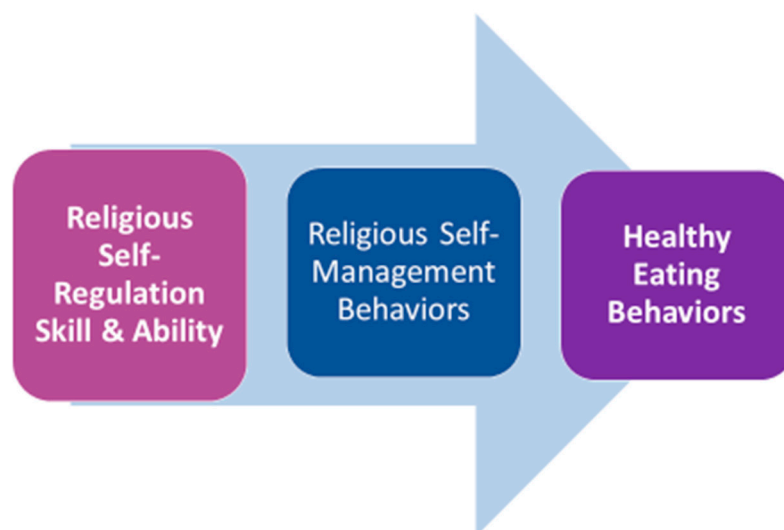 Religious
Self-
Regulation
Skill & Ability
Religious Self-
Management
Behaviors
Healthy
Eating
Behaviors